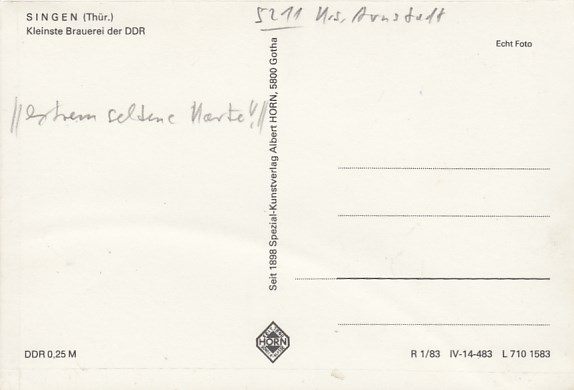 SINGEN (Thür.)
Kleinste Brauerei der DDR
5211 Krs. Arnstadt
Echt Foto
//extrem seltene Karte!//
Seit 1898 Spezial-Kunstverlag Albert HORN, 5800 Gotha
HORN
DDR 0,25 M
R 1/83 IV-14-483 L 710 1583